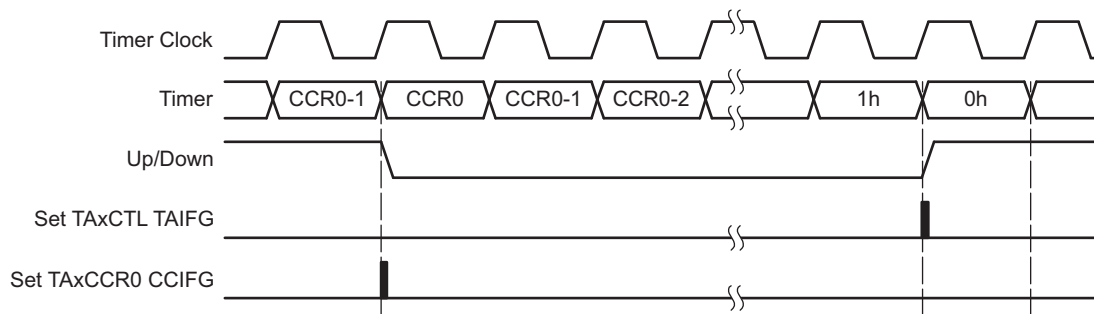 Timer Clock
Timer
CCR0-1 CCR0 CCR0-1 CCR0-2 1h 0h
Up/Down
Set TAxCTL TAIFG
Set TAxCCR0 CCIFG